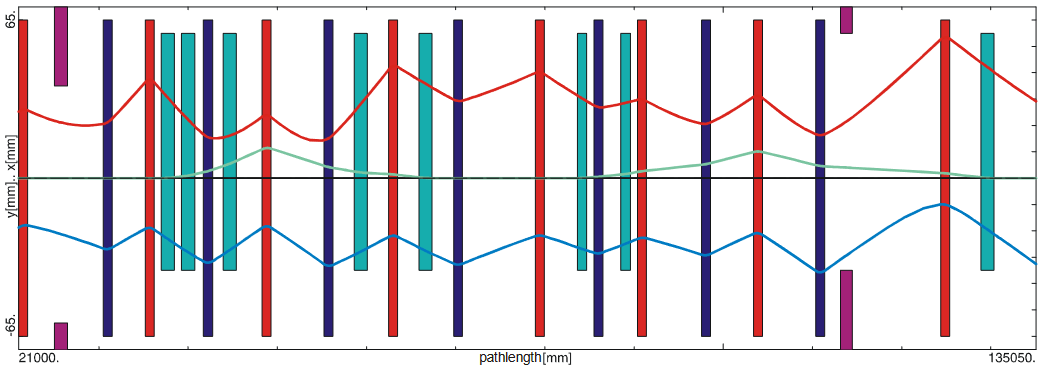 65.
y[mm].. x[mm]
-65.
21000.
pathlength[mm]
135050.